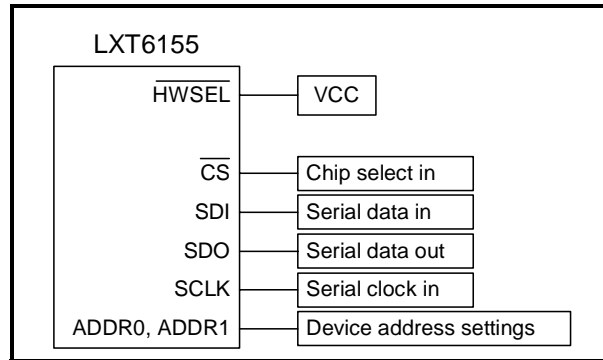 LXT6155
HWSEL VCC
CS Chip select in
SDI Serial data in
SDO Serial data out
SCLK Serial clock in
ADDR0, ADDR1 Device address settings